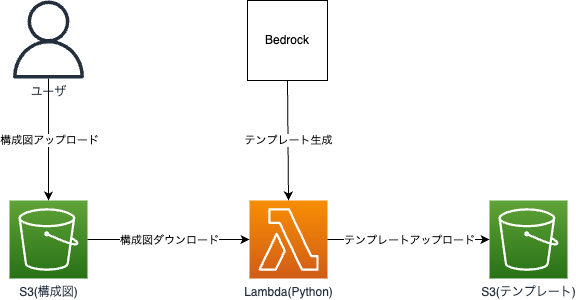 Bedrock
ユーザ
構成図アップロード
テンプレート生成
構成図ダウンロード
テンプレートアップロード
S3(構成図)
Lambda(Python)
S3(テンプレート)